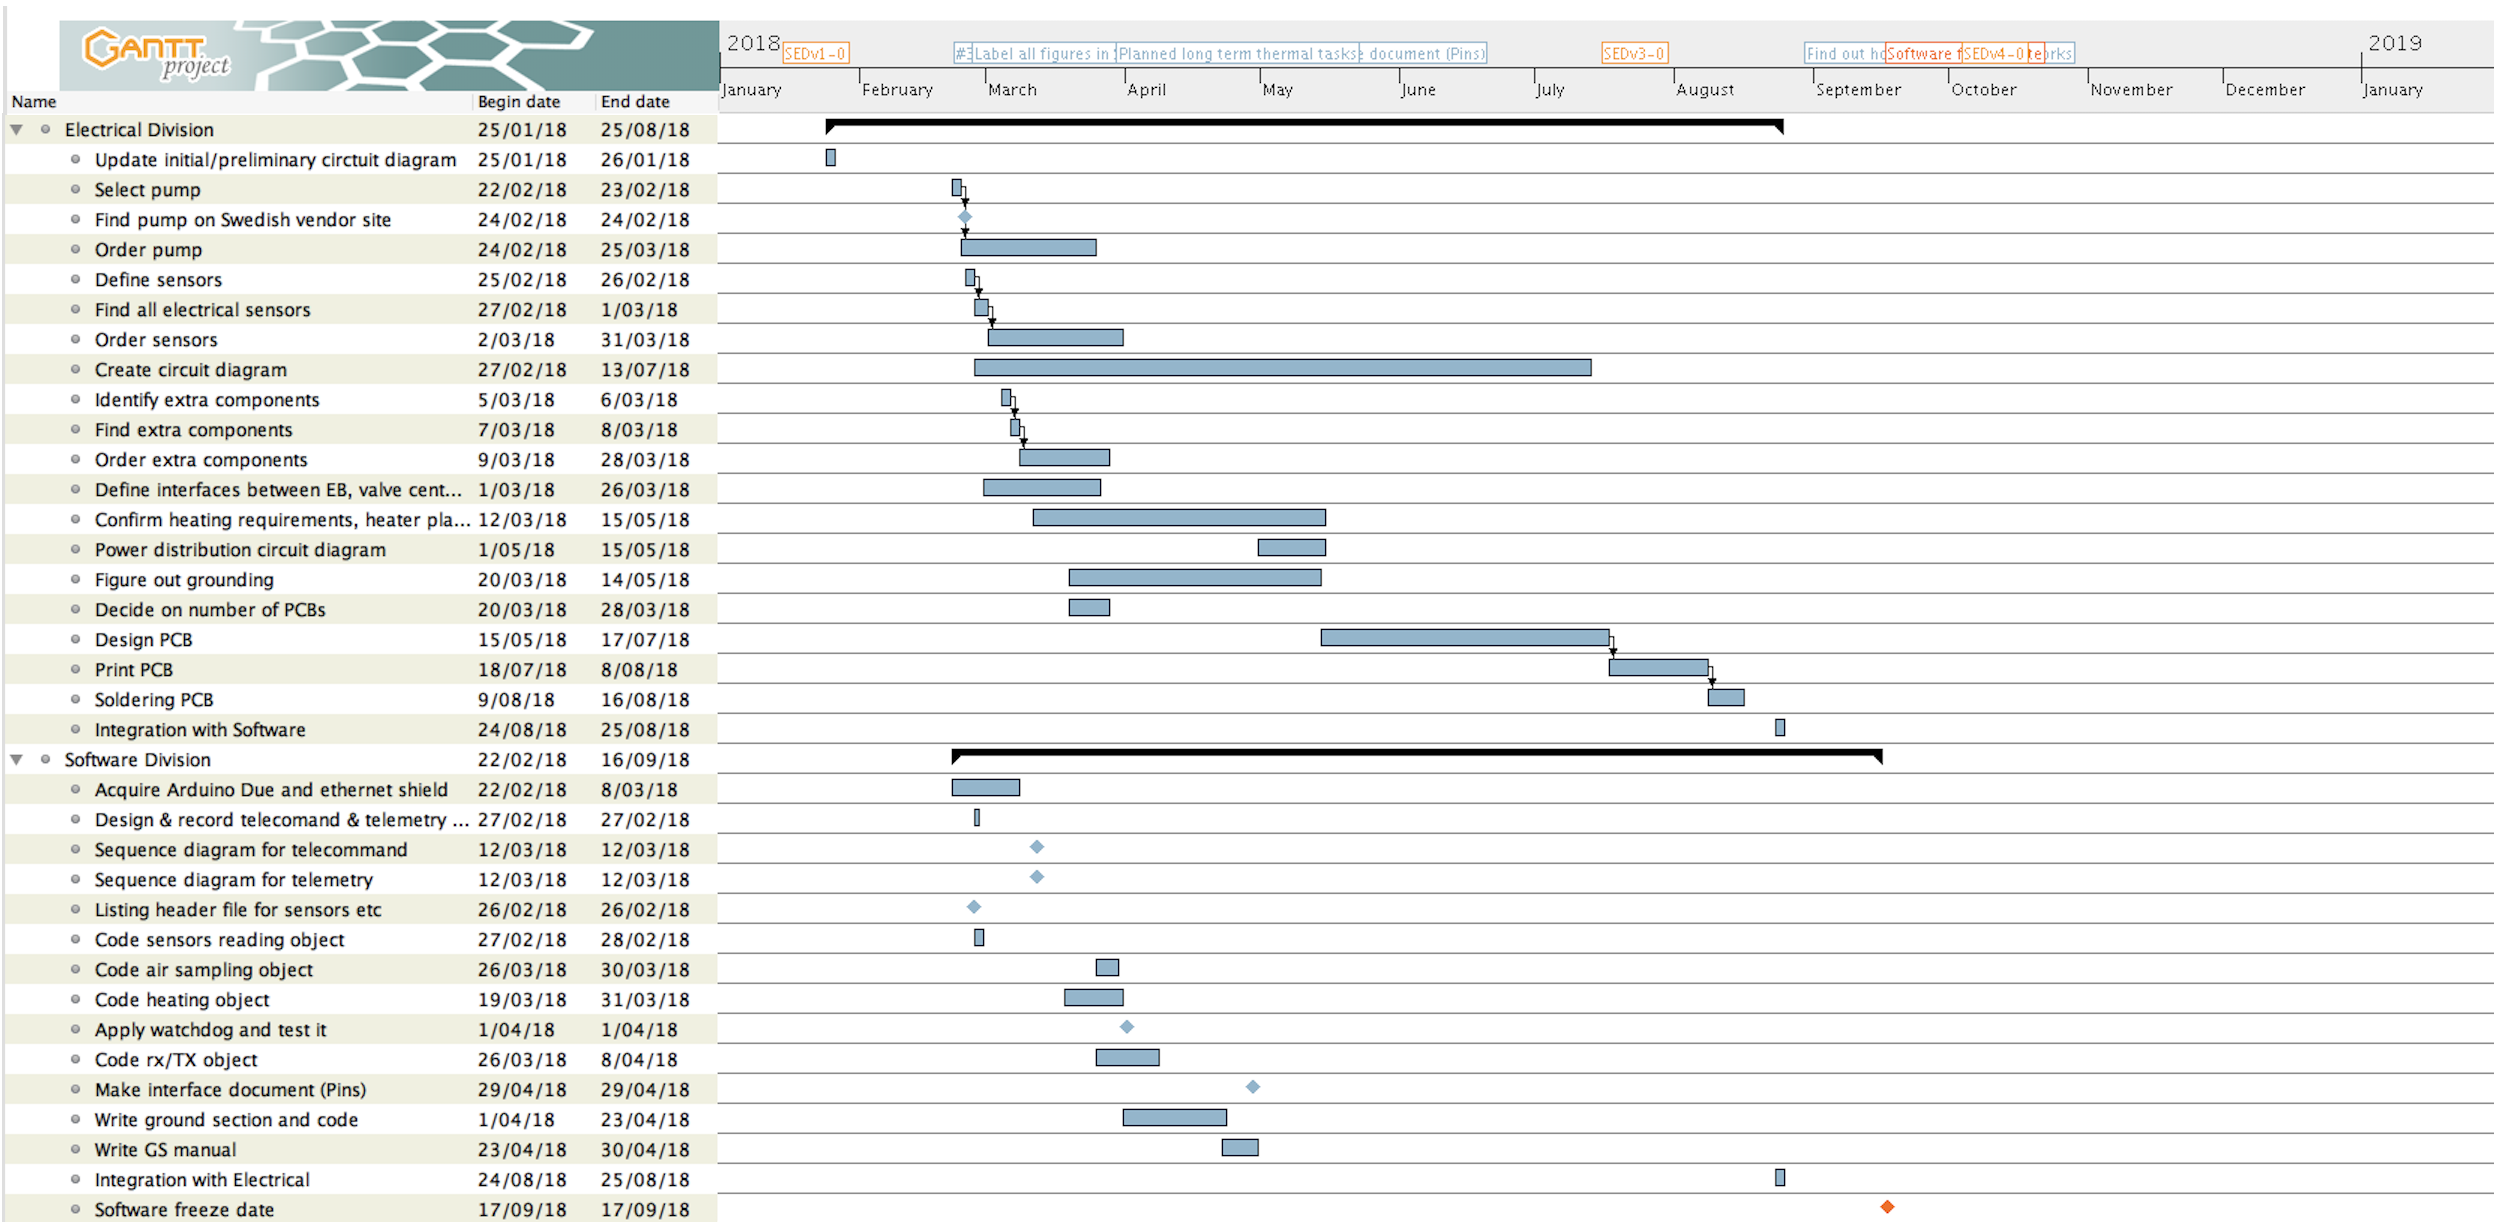 GANTT project
2018
2019
SEDv1-0
#3
Label all figures in
Planned long term thermal tasks
document (Pins)
SEDv3-0
Find out ho
Software f
SEDv4-0
te
rks
January February March April May June July August September October November December January
Name Begin date End date
Electrical Division 25/01/18 25/08/18
Update initial/preliminary circtuit diagram 25/01/18 26/01/18
Select pump 22/02/18 23/02/18
Find pump on Swedish vendor site 24/02/18 24/02/18
Order pump 24/02/18 25/03/18
Define sensors 25/02/18 26/02/18
Find all electrical sensors 27/02/18 1/03/18
Order sensors 2/03/18 31/03/18
Create circuit diagram 27/02/18 13/07/18
Identify extra components 5/03/18 6/03/18
Find extra components 7/03/18 8/03/18
Order extra components 9/03/18 28/03/18
Define interfaces between EB, valve cent... 1/03/18 26/03/18
Confirm heating requirements, heater pla... 12/03/18 15/05/18
Power distribution circuit diagram 1/05/18 15/05/18
Figure out grounding 20/03/18 14/05/18
Decide on number of PCBs 20/03/18 28/03/18
Design PCB 15/05/18 17/07/18
Print PCB 18/07/18 8/08/18
Soldering PCB 9/08/18 16/08/18
Integration with Software 24/08/18 25/08/18
Software Division 22/02/18 16/09/18
Acquire Arduino Due and ethernet shield 22/02/18 8/03/18
Design & record telecomand & telemetry ... 27/02/18 27/02/18
Sequence diagram for telecommand 12/03/18 12/03/18
Sequence diagram for telemetry 12/03/18 12/03/18
Listing header file for sensors etc 26/02/18 26/02/18
Code sensors reading object 27/02/18 28/02/18
Code air sampling object 26/03/18 30/03/18
Code heating object 19/03/18 31/03/18
Apply watchdog and test it 1/04/18 1/04/18
Code rx/TX object 26/03/18 8/04/18
Make interface document (Pins) 29/04/18 29/04/18
Write ground section and code 1/04/18 23/04/18
Write GS manual 23/04/18 30/04/18
Integration with Electrical 24/08/18 25/08/18
Software freeze date 17/09/18 17/09/18